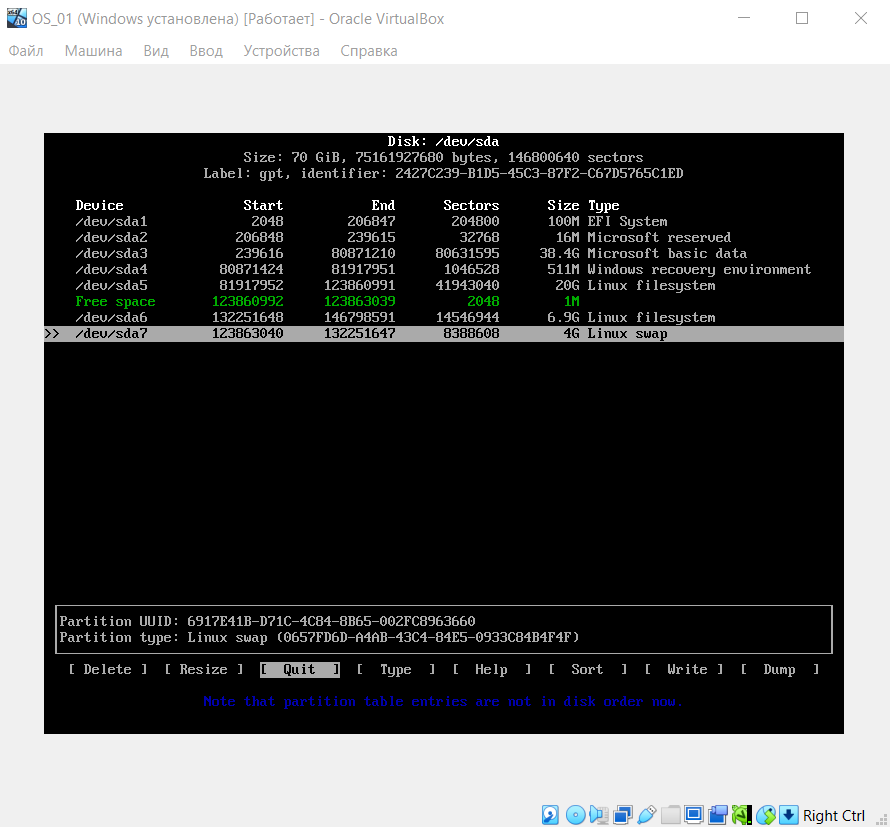 OS_01 (Windows установлена) [Работает] - Oracle VirtualBox
Файл Машина Вид Ввод Устройства Справка
Disk: /dev/sda
Size: 70 GiB, 75161927680 bytes, 146800640 sectors
Label: gpt, identifier: 2427C239-B1D5-45C3-87F2-C67D5765C1ED
Device Start End Sectors Size Type
/dev/sda1 2048 206847 204800 100M EFI System
/dev/sda2 206848 239615 32768 16M Microsoft reserved
/dev/sda3 239616 80871210 80631595 38.4G Microsoft basic data
/dev/sda4 80871424 81917951 1046528 511M Windows recovery environment
/dev/sda5 81917952 123860991 41943040 20G Linux filesystem
Free space 123860992 123863039 2048 1M
/dev/sda6 132251648 146798591 14546944 6.9G Linux filesystem
>> /dev/sda7 123863040 132251647 8388608 4G Linux swap
Partition UUID: 6917E41B-D71C-4C84-8B65-002FC8963660
Partition type: Linux swap (0657FD6D-A4AB-43C4-84E5-0933C84B4F4F)
[ Delete ] [ Resize ] [ Quit ] [ Type ] [ Help ] [ Sort ] [ Write ] [ Dump ]
Note that partition table entries are not in disk order now.
Right Ctrl